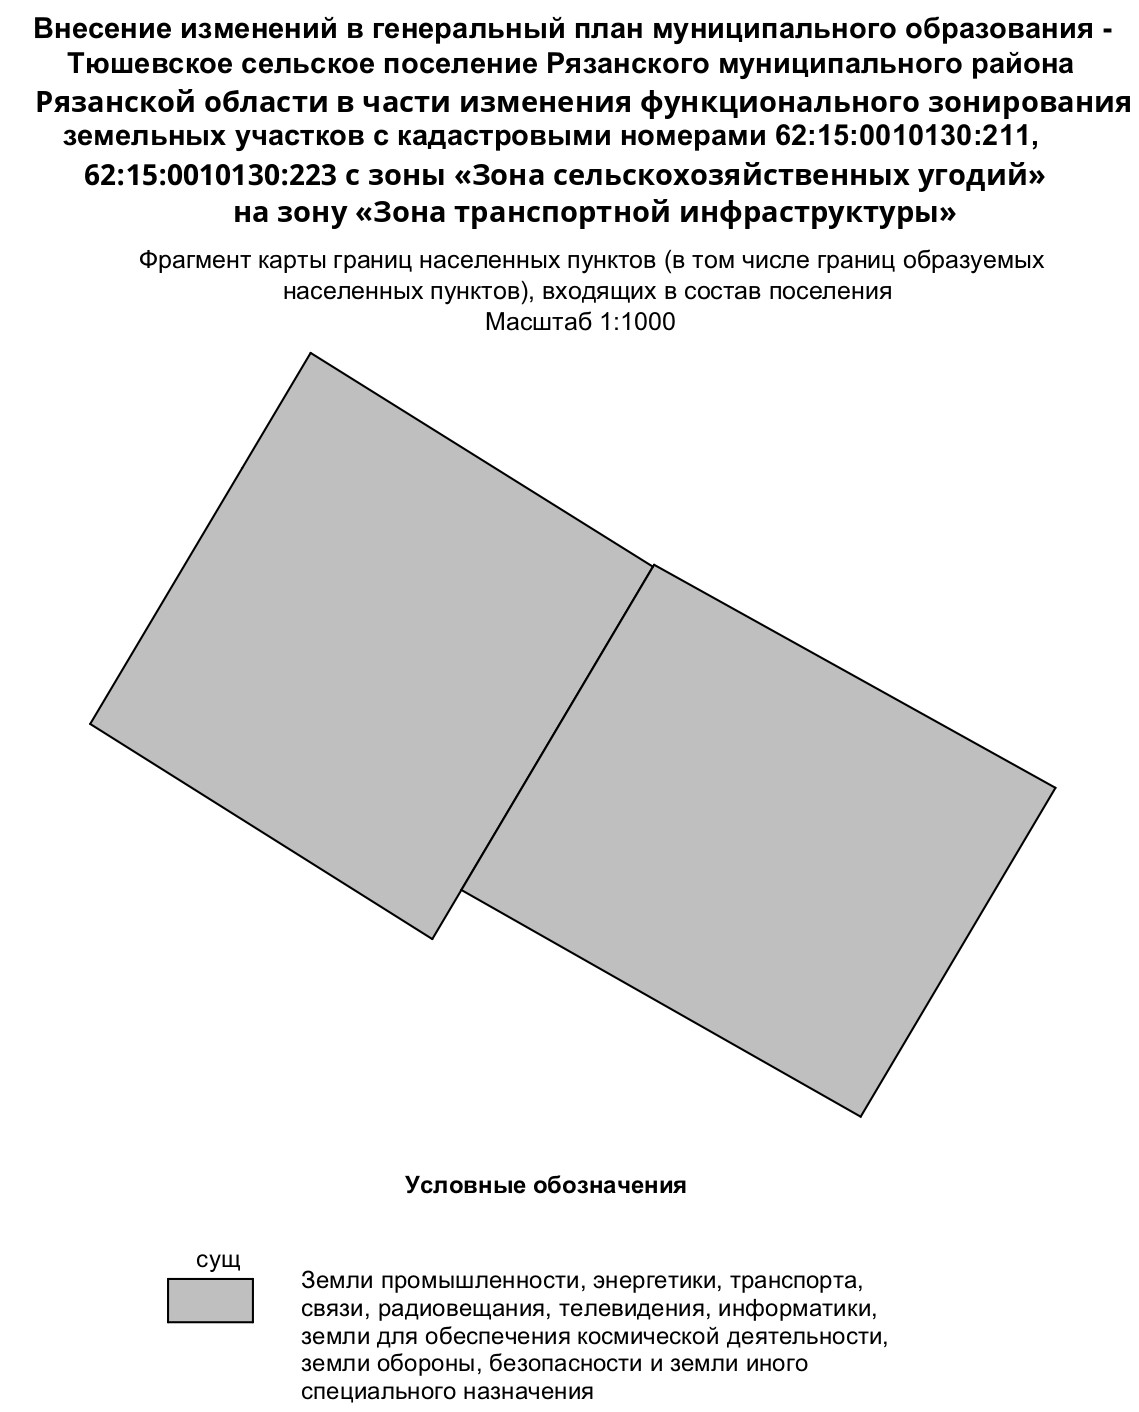 Внесение изменений в генеральный план муниципального образования -
Тюшевское сельское поселение Рязанского муниципального района
Рязанской области в части изменения функционального зонирования
земельных участков с кадастровыми номерами 62:15:0010130:211,
62:15:0010130:223 с зоны «Зона сельскохозяйственных угодий»
на зону «Зона транспортной инфраструктуры»
Фрагмент карты границ населенных пунктов (в том числе границ образуемых
населенных пунктов), входящих в состав поселения
Масштаб 1:1000
Условные обозначения
сущ
Земли промышленности, энергетики, транспорта,
связи, радиовещания, телевидения, информатики,
земли для обеспечения космической деятельности,
земли обороны, безопасности и земли иного
специального назначения